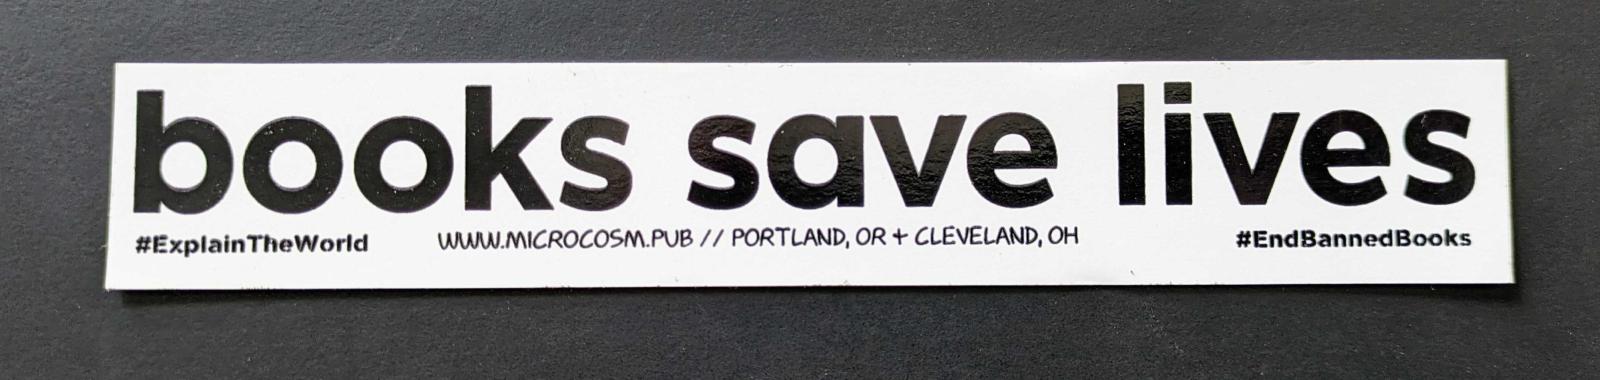 books save lives
#ExplainTheWorld WWW.MICROCOSM.PUB // PORTLAND, OR + CLEVELAND, OH #EndBannedBooks